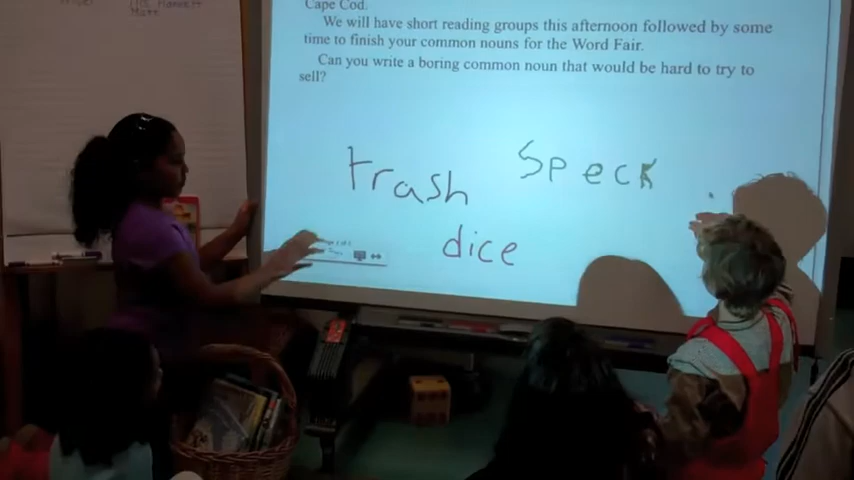 Cape Cod.
We will have short reading groups this afternoon followed by some
time to finish your common nouns for the Word Fair.
Can you write a boring common noun that would be hard to try to
sell?
trash
Speck
dice